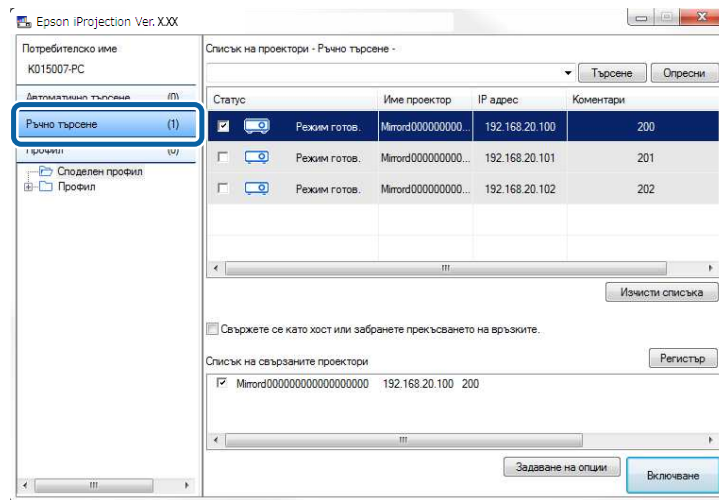 Epson iProjection Ver. X.XX
Потребителско име
K015007-PC
Автоматично търсене (0)
Ръчно търсене (1)
Профил (0)
Споделен профил
Профил
Списък на проектори - Ръчно търсене -
Търсене Опресни
Статус Име проектор IP адрес Коментари
Режим готов. Mirrord000000000... 192.168.20.100 200
Режим готов. Mirrord000000000... 192.168.20.101 201
Режим готов. Mirrord000000000... 192.168.20.102 202
Изчисти списъка
Свържете се като хост или забранете прекъсването на връзките.
Списък на свързаните проектори Регистър
Mirrord000000000000000000 192.168.20.100 200
Задаване на опции Включване